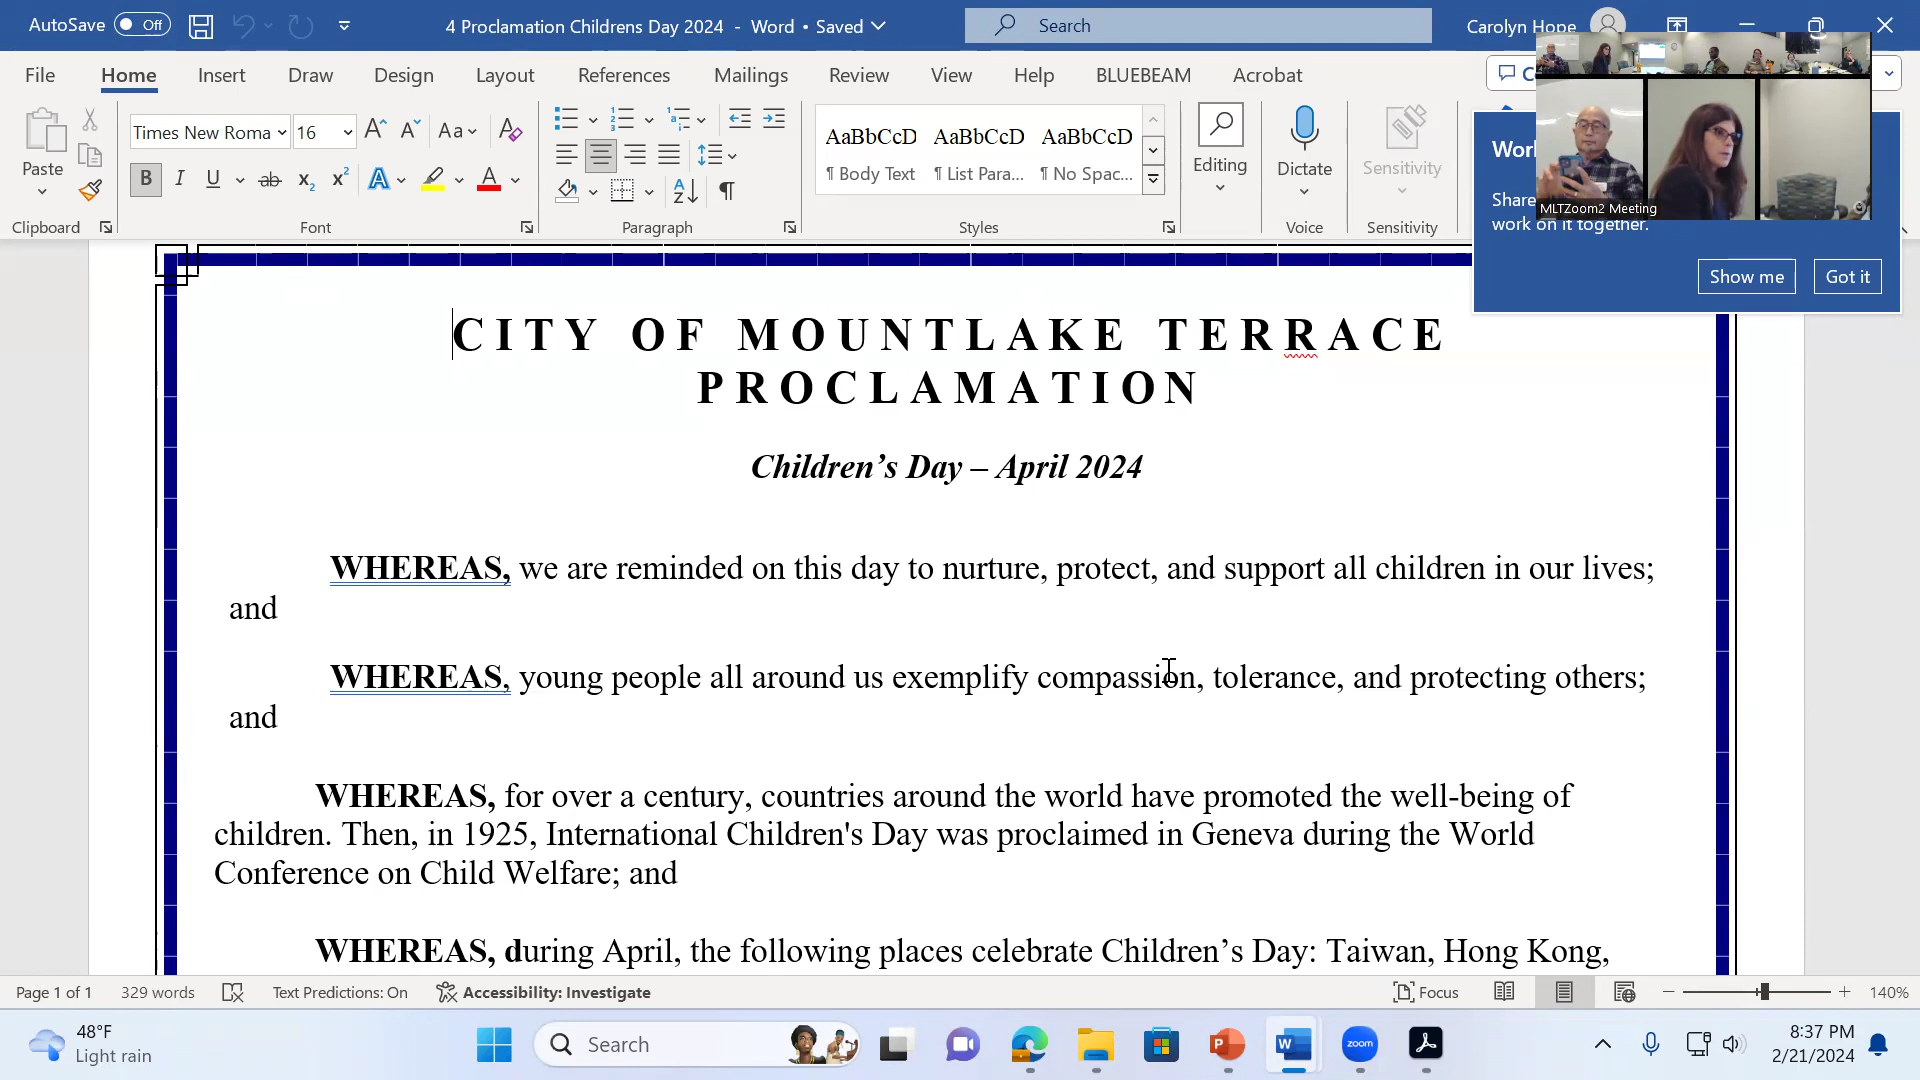 AutoSave Off 4 Proclamation Childrens Day 2024 - Word • Saved Search Carolyn Hope
File Home Insert Draw Design Layout References Mailings Review View Help BLUEBEAM Acrobat
Times New Roma 16 Aa
Paste B I U ab x2 x2 A A
AaBbCcD AaBbCcD AaBbCcD
¶ Body Text ¶ List Para... ¶ No Spac...
Editing Dictate Sensitivity
Clipboard Font Paragraph Styles Voice Sensitivity
MLTZoom2 Meeting
Share
work on it together.
Show me Got it
CITY OF MOUNTLAKE TERRACE
PROCLAMATION
Children’s Day – April 2024
WHEREAS, we are reminded on this day to nurture, protect, and support all children in our lives;
and
WHEREAS, young people all around us exemplify compassion, tolerance, and protecting others;
and
WHEREAS, for over a century, countries around the world have promoted the well-being of
children. Then, in 1925, International Children's Day was proclaimed in Geneva during the World
Conference on Child Welfare; and
WHEREAS, during April, the following places celebrate Children’s Day: Taiwan, Hong Kong,
Page 1 of 1 329 words Text Predictions: On Accessibility: Investigate Focus 140%
48°F
Light rain
Search
zoom
8:37 PM
2/21/2024